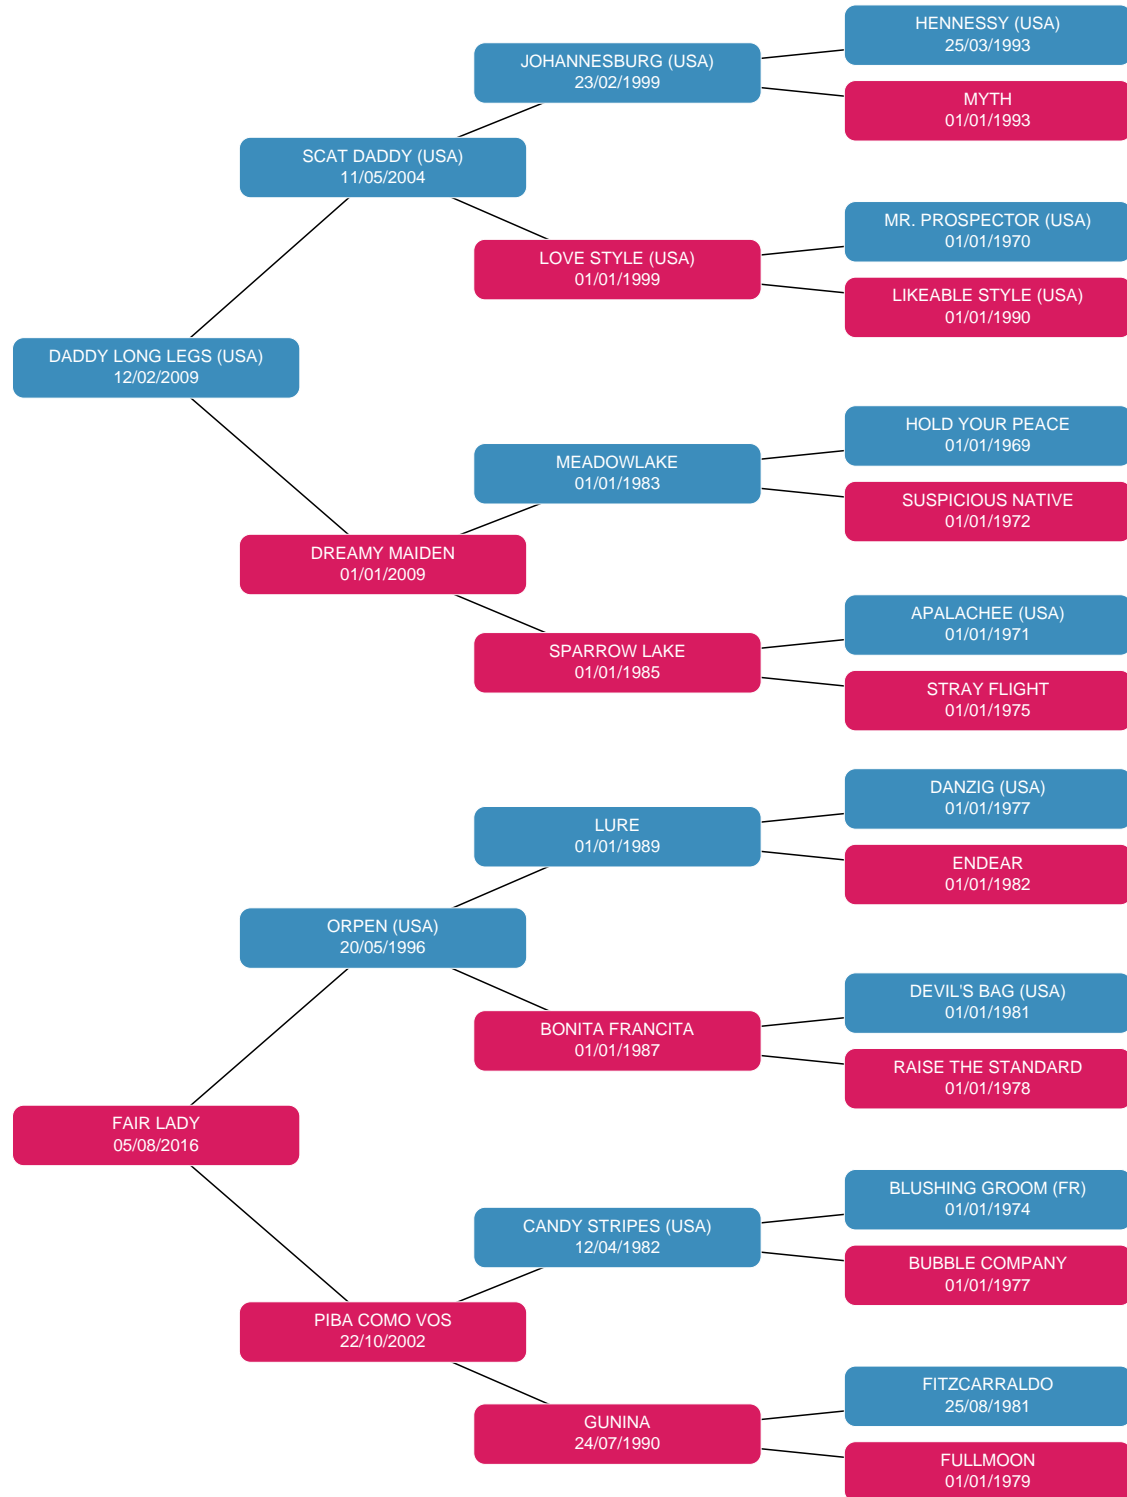 HENNESSY (USA)
25/03/1993
JOHANNESBURG (USA)
23/02/1999
MYTH
01/01/1993
SCAT DADDY (USA)
11/05/2004
MR. PROSPECTOR (USA)
01/01/1970
LOVE STYLE (USA)
01/01/1999
LIKEABLE STYLE (USA)
01/01/1990
DADDY LONG LEGS (USA)
12/02/2009
HOLD YOUR PEACE
01/01/1969
MEADOWLAKE
01/01/1983
SUSPICIOUS NATIVE
01/01/1972
DREAMY MAIDEN
01/01/2009
APALACHEE (USA)
01/01/1971
SPARROW LAKE
01/01/1985
STRAY FLIGHT
01/01/1975
DANZIG (USA)
01/01/1977
LURE
01/01/1989
ENDEAR
01/01/1982
ORPEN (USA)
20/05/1996
DEVIL'S BAG (USA)
01/01/1981
BONITA FRANCITA
01/01/1987
RAISE THE STANDARD
01/01/1978
FAIR LADY
05/08/2016
BLUSHING GROOM (FR)
01/01/1974
CANDY STRIPES (USA)
12/04/1982
BUBBLE COMPANY
01/01/1977
PIBA COMO VOS
22/10/2002
FITZCARRALDO
25/08/1981
GUNINA
24/07/1990
FULLMOON
01/01/1979